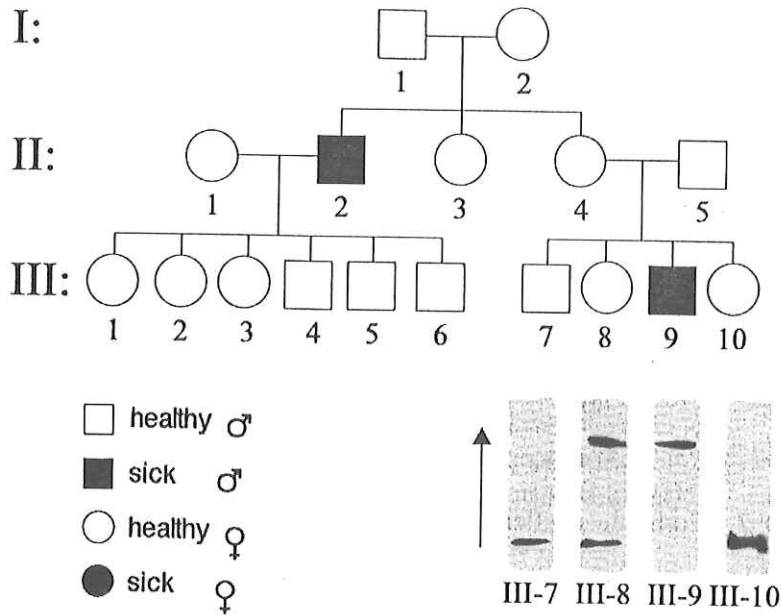 I:
1 2
II:
1 2 3 4 5
III:
1 2 3 4 5 6 7 8 9 10
healthy ♂
sick ♂
healthy ♀
sick ♀
III-7 III-8 III-9 III-10